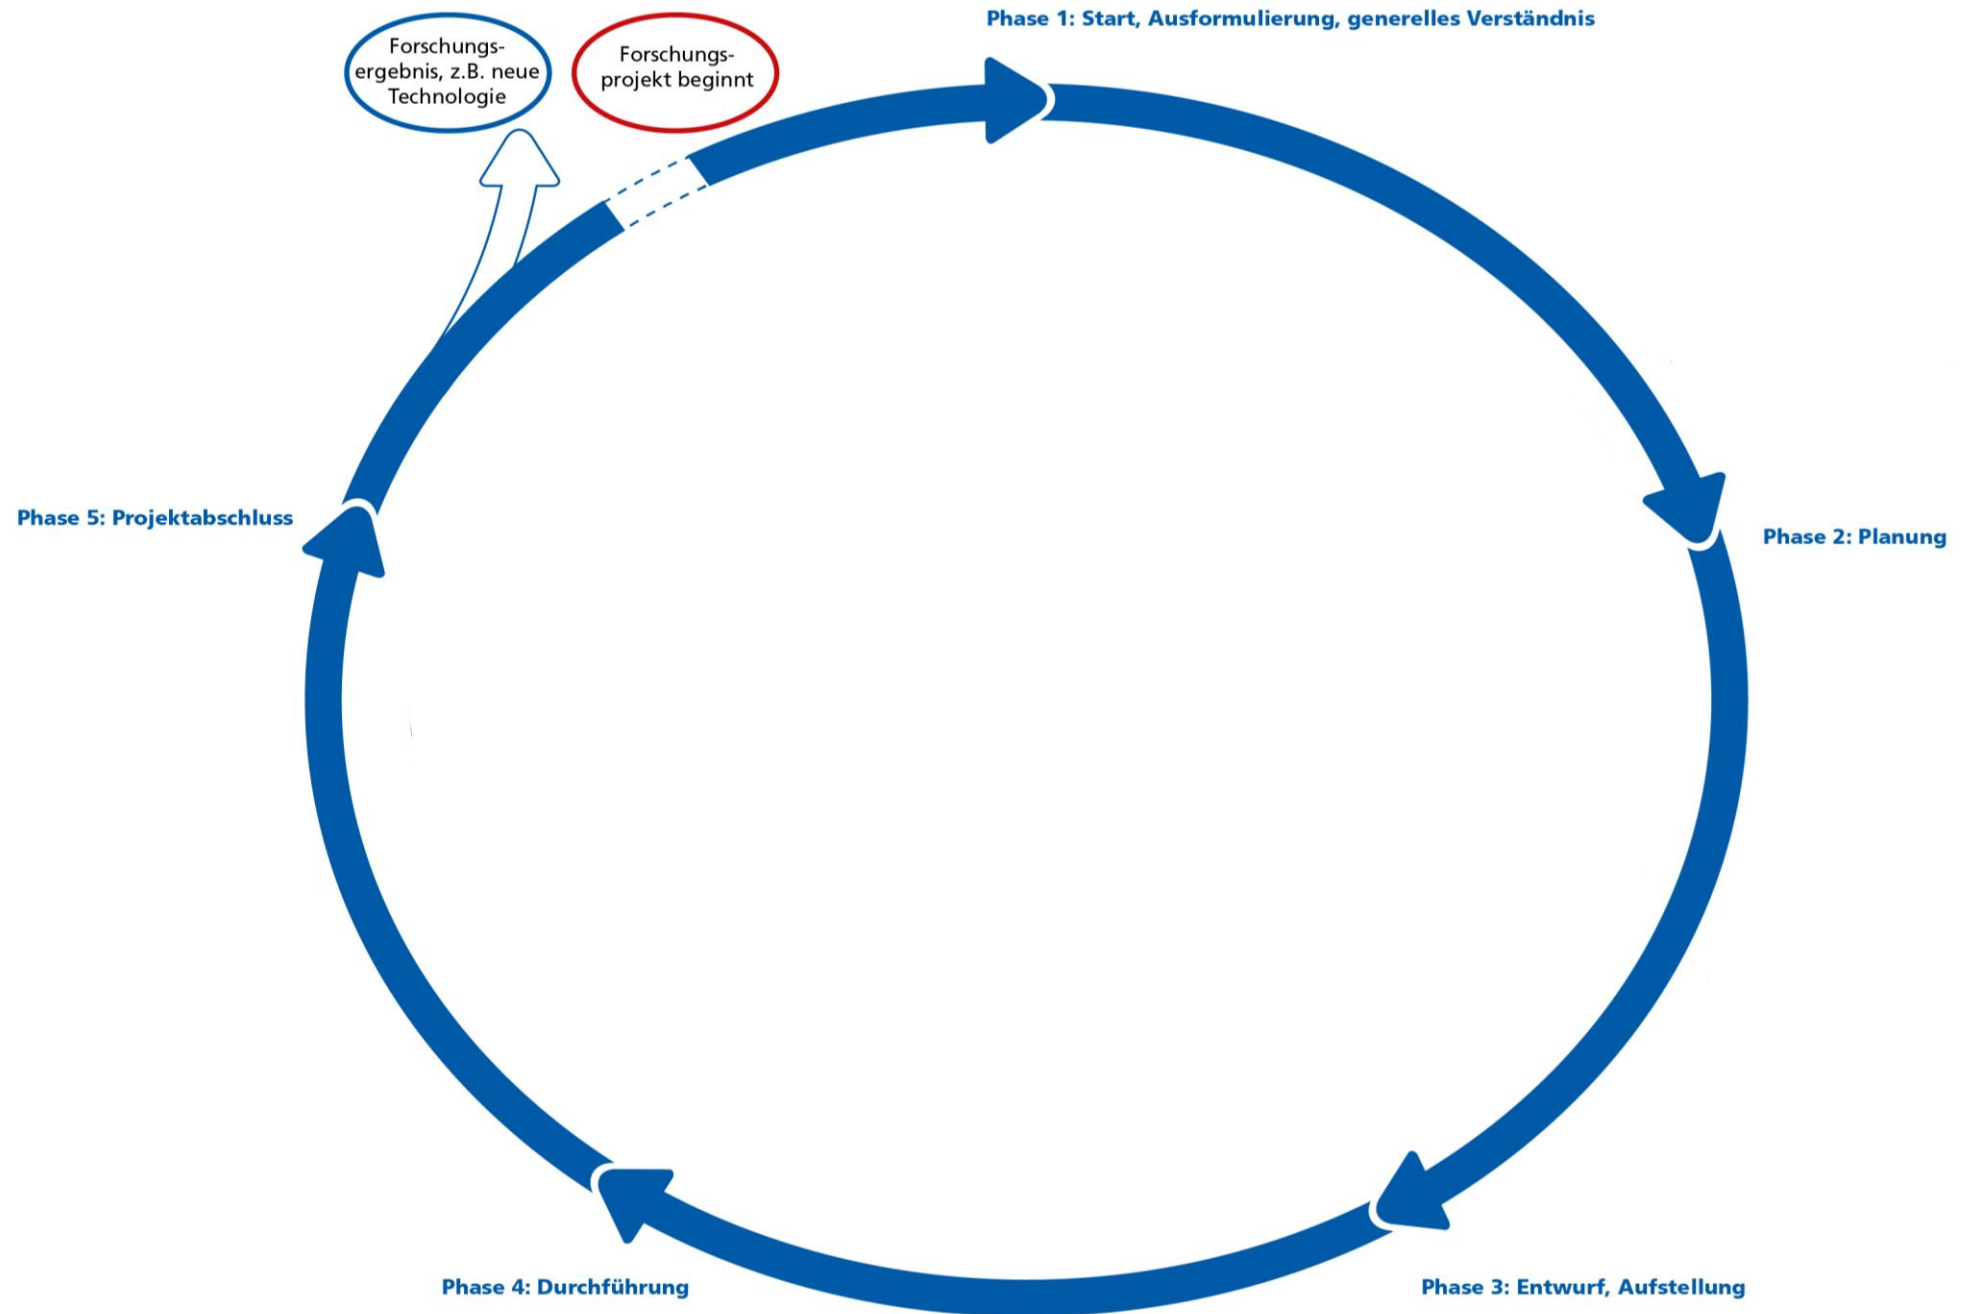 Phase 1: Start, Ausformulierung, generelles Verständnis
Forschungs-
ergebnis, z.B. neue
Technologie
Forschungs-
projekt beginnt
Phase 5: Projektabschluss
Phase 2: Planung
Phase 4: Durchführung
Phase 3: Entwurf, Aufstellung